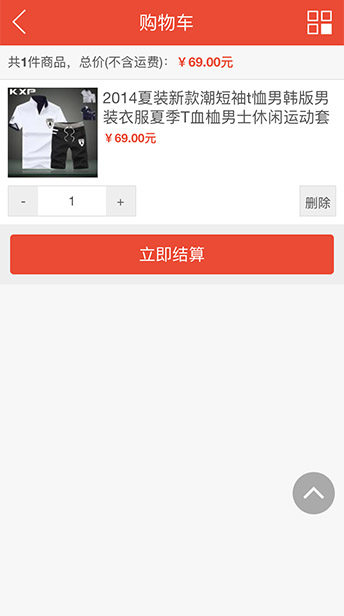 购物车
共1件商品，总价(不含运费)：￥69.00元
KXP
2014夏装新款潮短袖t恤男韩版男
装衣服夏季T血桖男士休闲运动套
￥69.00元
- 1 +
删除
立即结算